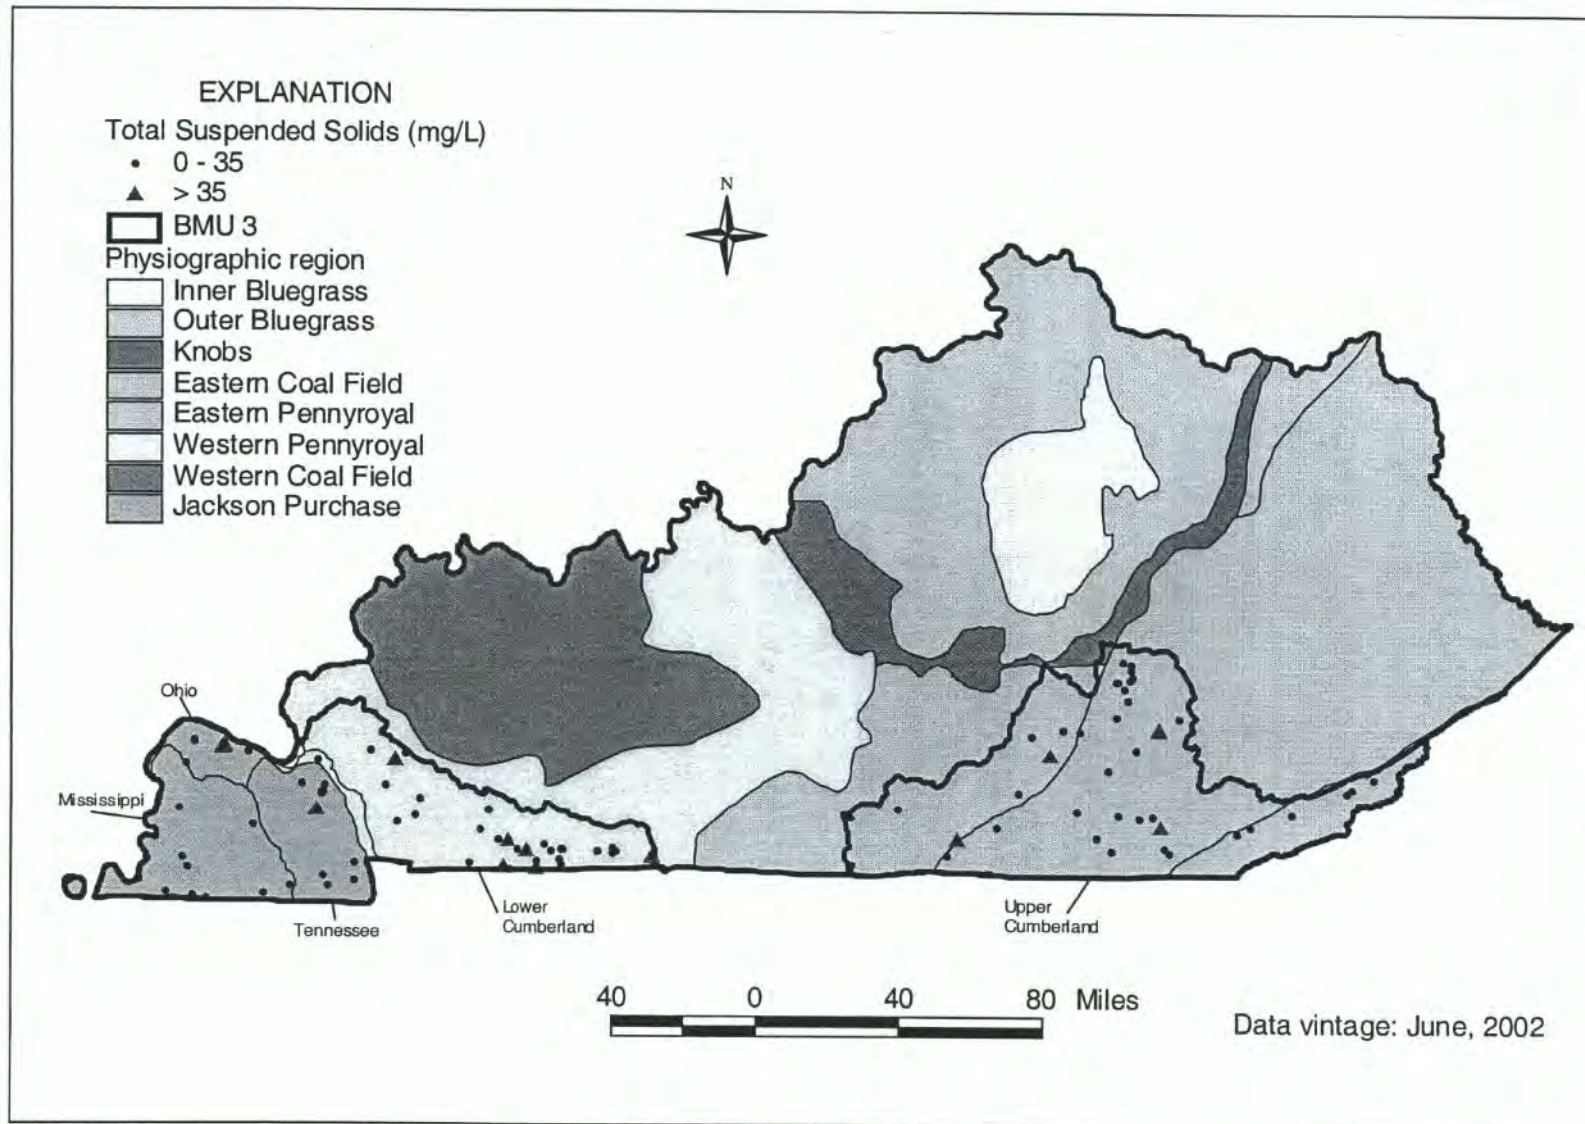 EXPLANATION
Total Suspended Solids (mg/L)
0 - 35
> 35
BMU 3
Physiographic region
Inner Bluegrass
Outer Bluegrass
Knobs
Eastern Coal Field
Eastern Pennyroyal
Western Pennyroyal
Western Coal Field
Jackson Purchase
N
Ohio
Mississippi
Tennessee
Lower
Cumberland
Upper
Cumberland
40 0 40 80 Miles
Data vintage: June, 2002